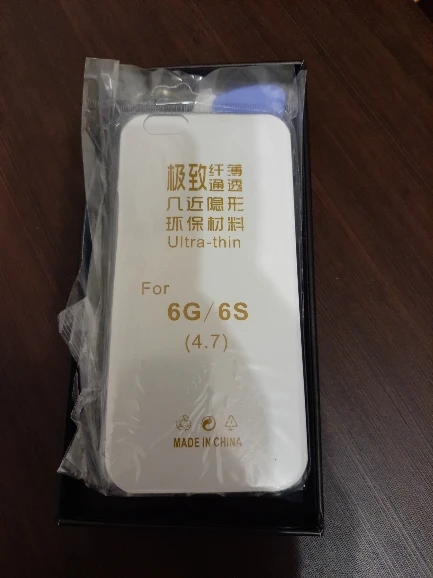 极致纤薄
通透
几近隐形
环保材料
Ultra-thin
For
6G/6S
(4.7)
MADE IN CHINA